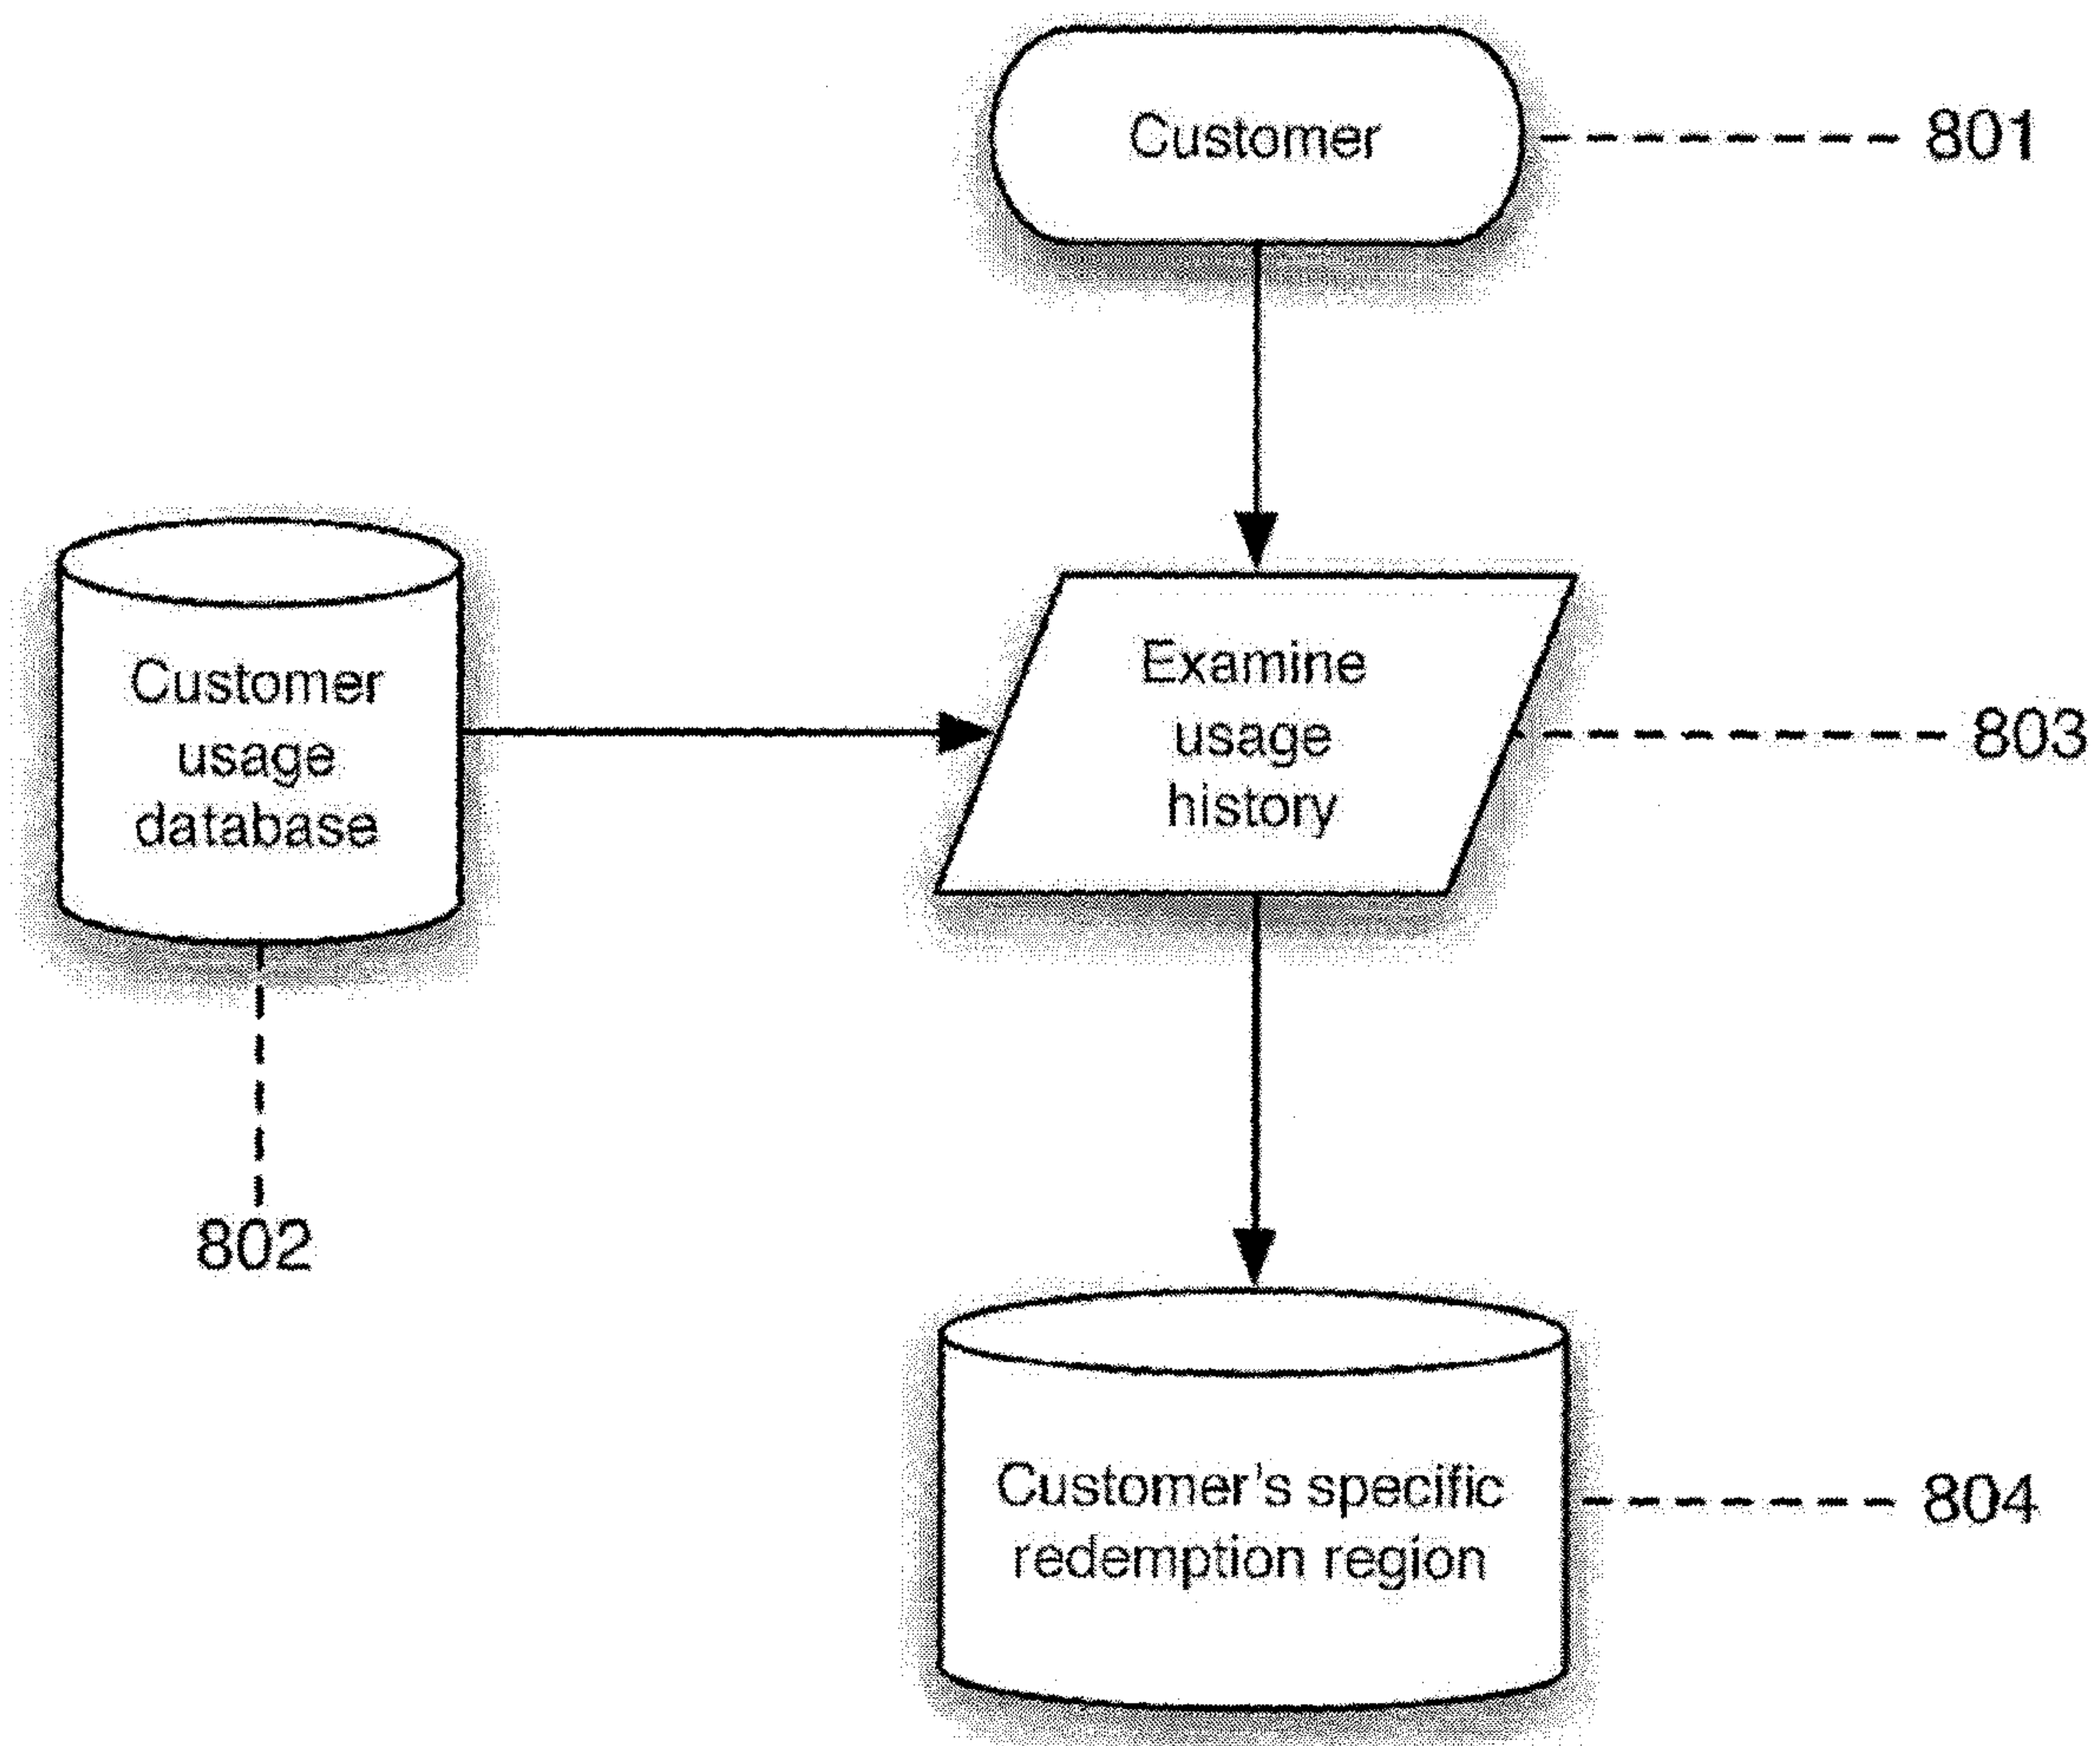 Customer
801
Customer
usage
database
Examine
usage
history
803
802
Customer's specific
redemption region
804